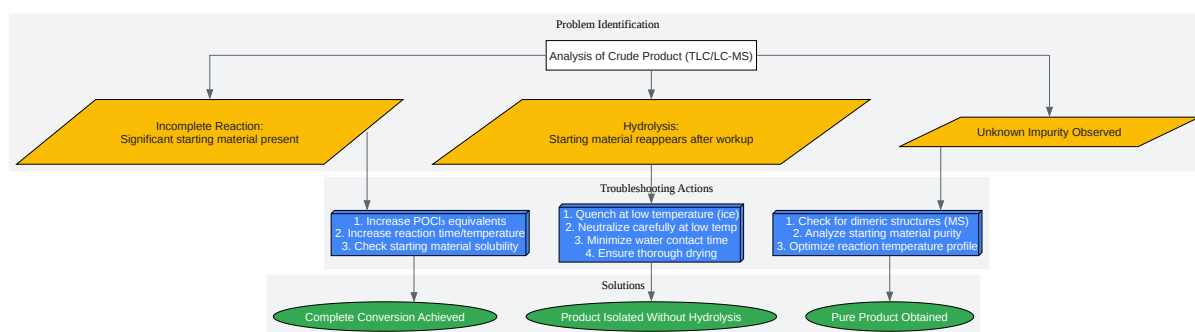 Problem Identification
Analysis of Crude Product (TLC/LC-MS)
Incomplete Reaction:
Significant starting material present
Hydrolysis:
Starting material reappears after workup
Unknown Impurity Observed
Troubleshooting Actions
1. Increase POCl₃ equivalents
2. Increase reaction time/temperature
3. Check starting material solubility
1. Quench at low temperature (ice)
2. Neutralize carefully at low temp
3. Minimize water contact time
4. Ensure thorough drying
1. Check for dimeric structures (MS)
2. Analyze starting material purity
3. Optimize reaction temperature profile
Solutions
Complete Conversion Achieved
Product Isolated Without Hydrolysis
Pure Product Obtained